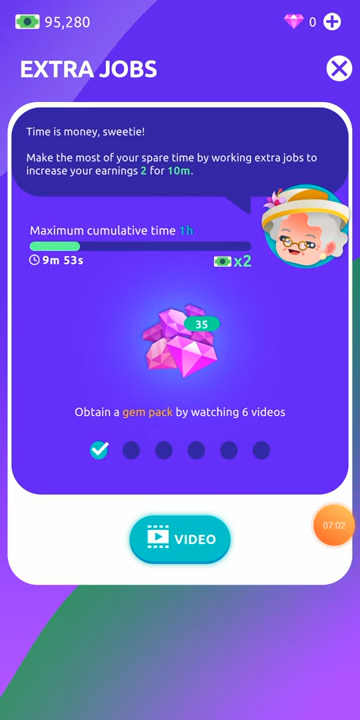 95,280
0
EXTRA JOBS
Time is money, sweetie!
Make the most of your spare time by working extra jobs to
increase your earnings 2 for 10m.
Maximum cumulative time 1h
9m 53s
x2
35
Obtain a gem pack by watching 6 videos
07:02
VIDEO